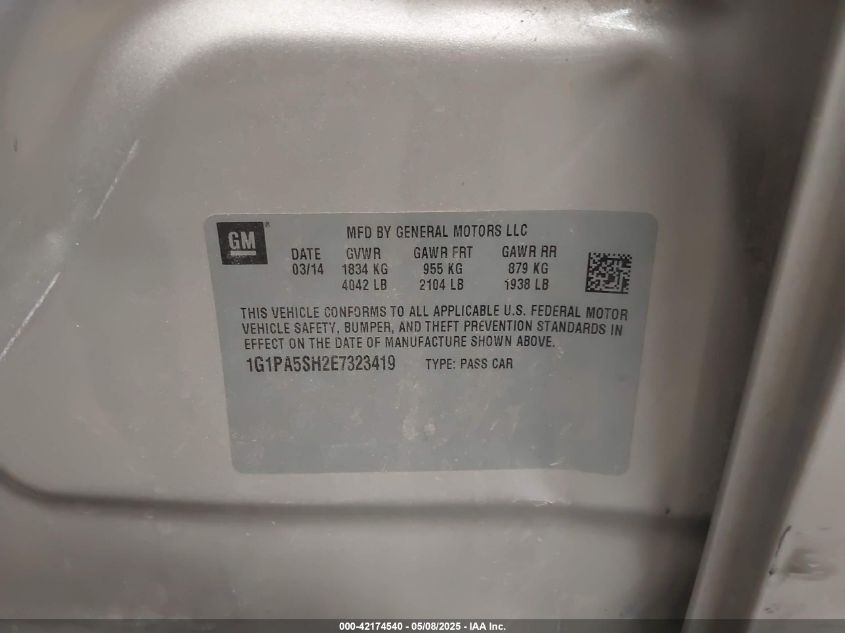 GM ®
MFD BY GENERAL MOTORS LLC
DATE GVWR GAWR FRT GAWR RR
03/14 1834 KG 955 KG 879 KG
4042 LB 2104 LB 1938 LB
THIS VEHICLE CONFORMS TO ALL APPLICABLE U.S. FEDERAL MOTOR
VEHICLE SAFETY, BUMPER, AND THEFT PREVENTION STANDARDS IN
EFFECT ON THE DATE OF MANUFACTURE SHOWN ABOVE.
1G1PA5SH2E7323419 TYPE: PASS CAR
000-42174540 - 05/08/2025 - IAA Inc.